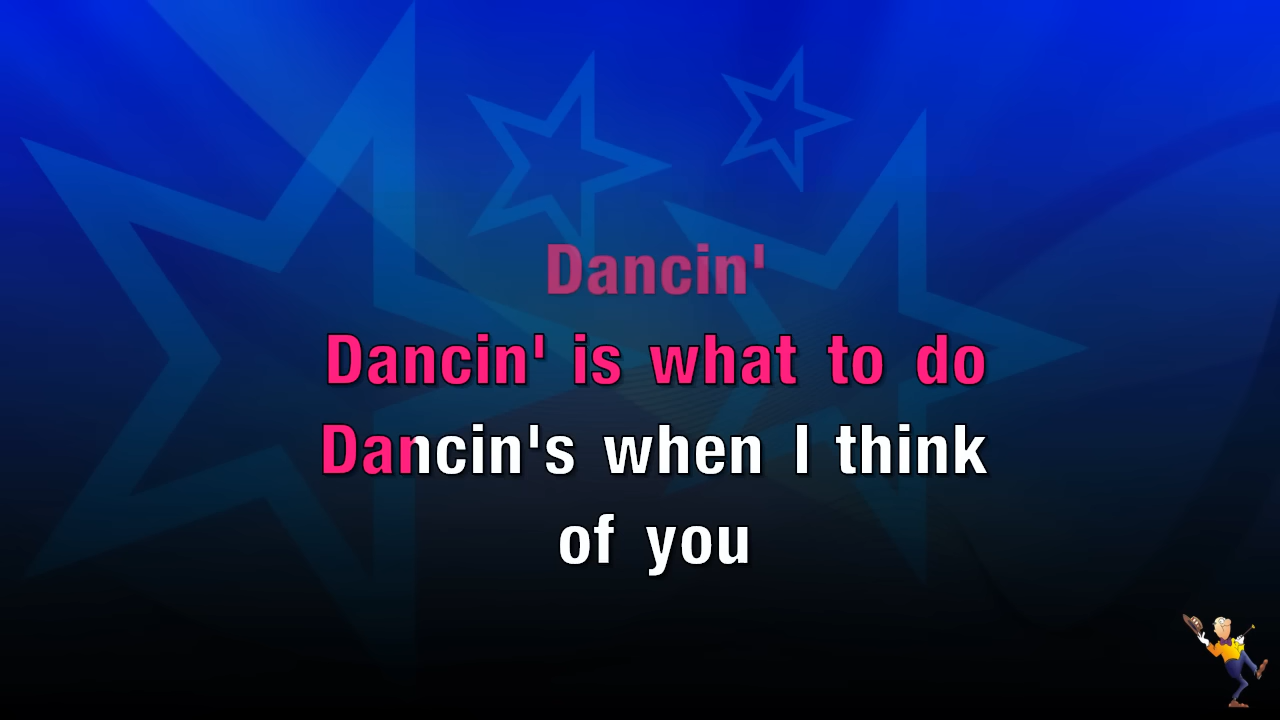 Dancin'
Dancin' is what to do
Dancin's when I think
of you